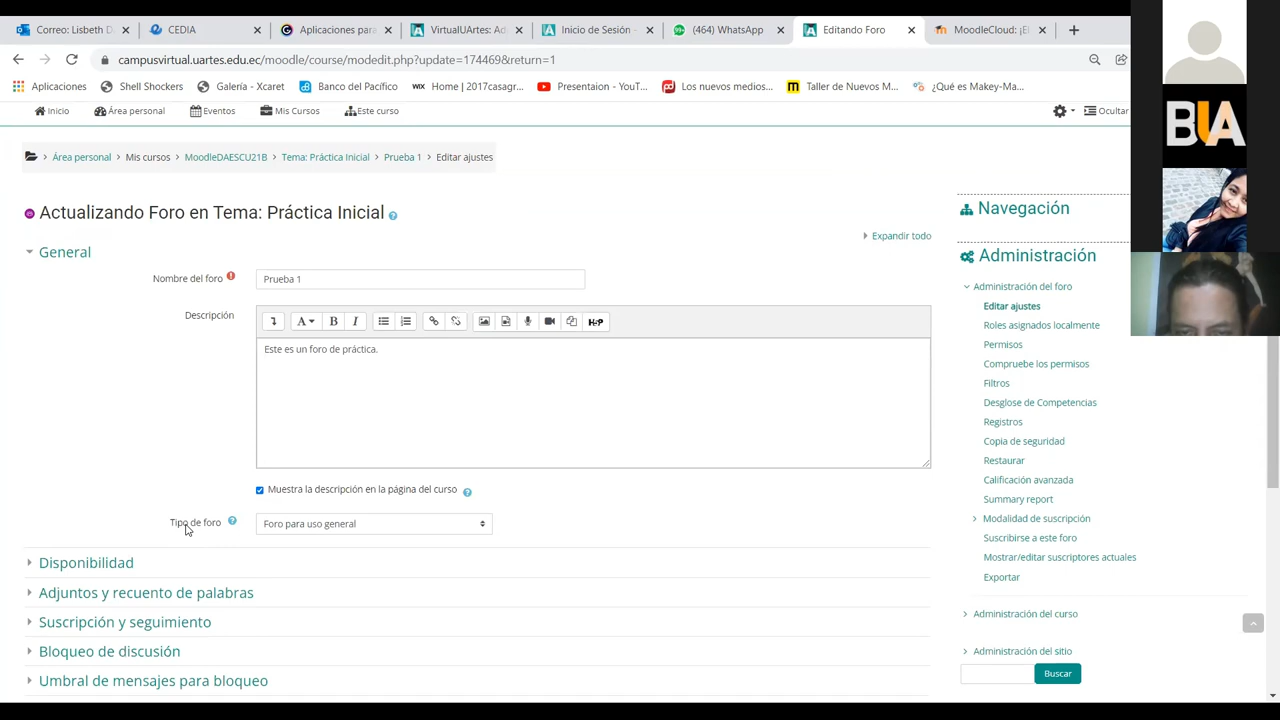 Correo: Lisbeth D
CEDIA
Aplicaciones par
VirtualUArtes: Ad
Inicio de Sesión
(464) WhatsApp
Editando Foro
MoodleCloud: ¡El
campusvirtual.uartes.edu.ec/moodle/course/modedit.php?update=174469&return=1
Aplicaciones
Shell Shockers
Galería - Xcaret
Banco del Pacífico
WIX Home | 2017casagr...
Presentaion - YouT...
Los nuevos medios...
Taller de Nuevos M...
¿Qué es Makey-Ma...
Inicio
Área personal
Eventos
Mis Cursos
Este curso
Ocultar
BUA
Área personal > Mis cursos > MoodleDAESCU21B > Tema: Práctica Inicial > Prueba 1 > Editar ajustes
Actualizando Foro en Tema: Práctica Inicial
Expandir todo
General
Nombre del foro
Prueba 1
Descripción
A B I H-P
Este es un foro de práctica.
Muestra la descripción en la página del curso
Tipo de foro
Foro para uso general
Disponibilidad
Adjuntos y recuento de palabras
Suscripción y seguimiento
Bloqueo de discusión
Umbral de mensajes para bloqueo
Navegación
Administración
Administración del foro
Editar ajustes
Roles asignados localmente
Permisos
Compruebe los permisos
Filtros
Desglose de Competencias
Registros
Copia de seguridad
Restaurar
Calificación avanzada
Summary report
Modalidad de suscripción
Suscribirse a este foro
Mostrar/editar suscriptores actuales
Exportar
Administración del curso
Administración del sitio
Buscar